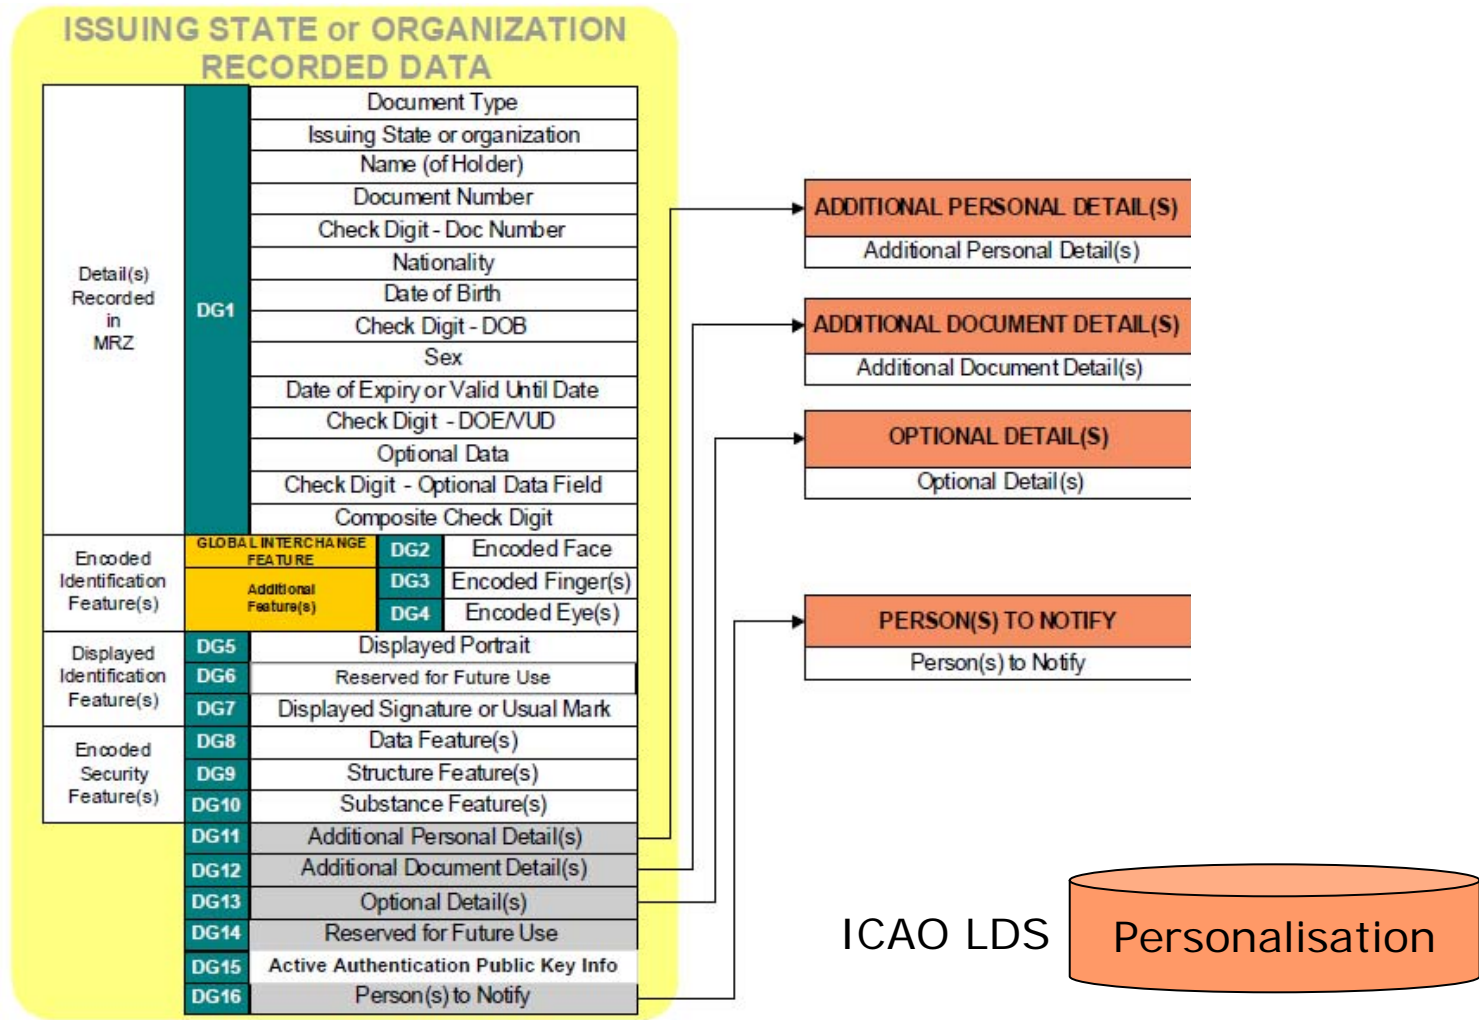 ISSUING STATE or ORGANIZATION
RECORDED DATA
Detail(s)
Recorded
in
MRZ
DG1
Document Type
Issuing State or organization
Name (of Holder)
Document Number
Check Digit - Doc Number
Nationality
Date of Birth
Check Digit - DOB
Sex
Date of Expiry or Valid Until Date
Check Digit - DOE/VUD
Optional Data
Check Digit - Optional Data Field
Composite Check Digit
Encoded
Identification
Feature(s)
GLOBAL INTERCHANGE
FEATURE
DG2 Encoded Face
Additional
Feature(s)
DG3 Encoded Finger(s)
DG4 Encoded Eye(s)
Displayed
Identification
Feature(s)
DG5 Displayed Portrait
DG6 Reserved for Future Use
DG7 Displayed Signature or Usual Mark
Encoded
Security
Feature(s)
DG8 Data Feature(s)
DG9 Structure Feature(s)
DG10 Substance Feature(s)
DG11 Additional Personal Detail(s)
DG12 Additional Document Detail(s)
DG13 Optional Detail(s)
DG14 Reserved for Future Use
DG15 Active Authentication Public Key Info
DG16 Person(s) to Notify
ADDITIONAL PERSONAL DETAIL(S)
Additional Personal Detail(s)
ADDITIONAL DOCUMENT DETAIL(S)
Additional Document Detail(s)
OPTIONAL DETAIL(S)
Optional Detail(s)
PERSON(S) TO NOTIFY
Person(s) to Notify
ICAO LDS
Personalisation